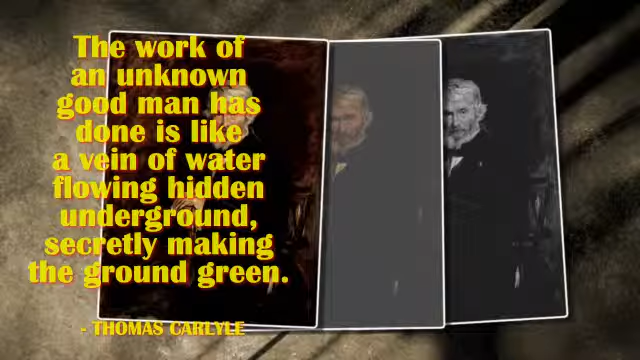 The work of
an unknown
good man has
done is like
a vein of water
flowing hidden
underground,
secretly making
the ground green.
- THOMAS CARLYLE